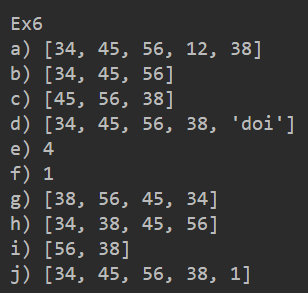 Ex6
a) [34, 45, 56, 12, 38]
b) [34, 45, 56]
c) [45, 56, 38]
d) [34, 45, 56, 38, 'doi']
e) 4
f) 1
g) [38, 56, 45, 34]
h) [34, 38, 45, 56]
i) [56, 38]
j) [34, 45, 56, 38, 1]